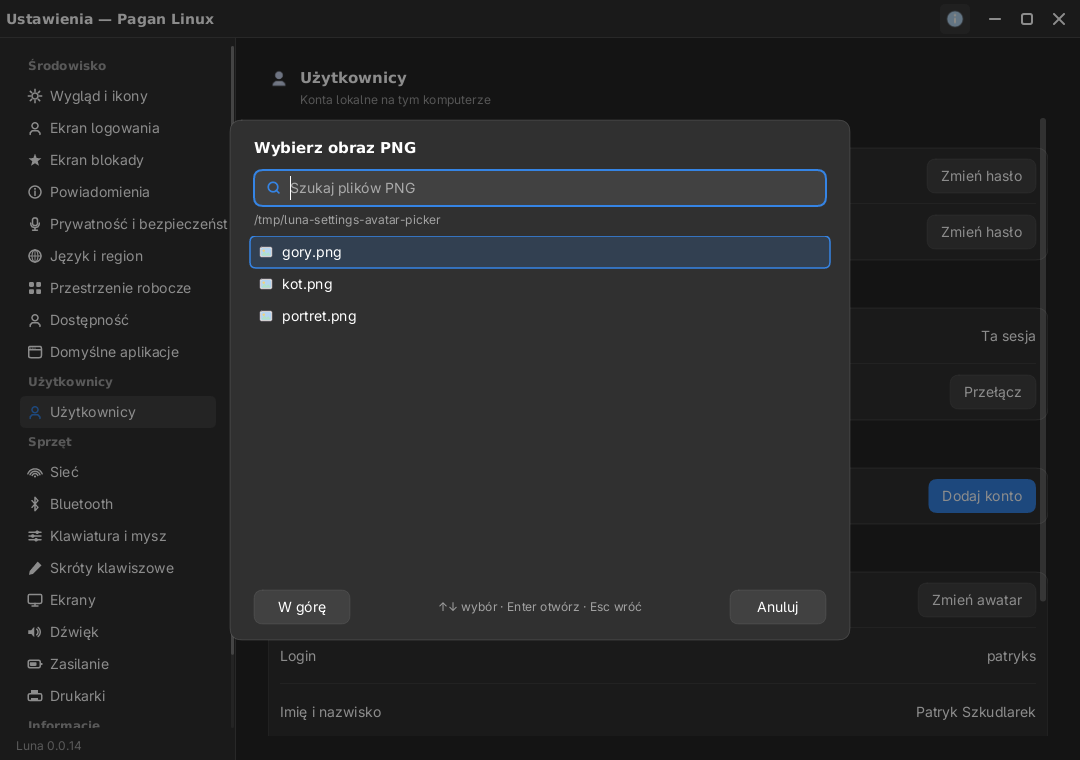 Ustawienia — Pagan Linux
Środowisko
Wygląd i ikony
Ekran logowania
Ekran blokady
Powiadomienia
Prywatność i bezpieczeńst
Język i region
Przestrzenie robocze
Dostępność
Domyślne aplikacje
Użytkownicy
Użytkownicy
Sprzęt
Sieć
Bluetooth
Klawiatura i mysz
Skróty klawiszowe
Ekrany
Dźwięk
Zasilanie
Drukarki
Informacje
Luna 0.0.14
Użytkownicy
Konta lokalne na tym komputerze
Zmień hasło
Zmień hasło
Ta sesja
Przełącz
Dodaj konto
Zmień awatar
Login patryks
Imię i nazwisko Patryk Szkudlarek
Wybierz obraz PNG
Szukaj plików PNG
/tmp/luna-settings-avatar-picker
gory.png
kot.png
portret.png
W górę ↑↓ wybór · Enter otwórz · Esc wróć Anuluj